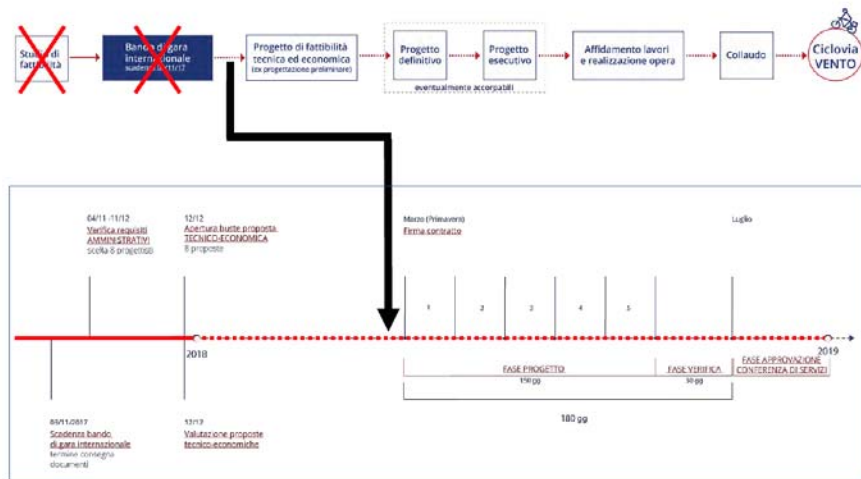 Studio di
fattibilità
Bando di gara
internazionale
scadenza
Progetto di fattibilità
tecnica ed economica
(ex progettazione preliminare)
Progetto
definitivo
Progetto
esecutivo
eventualmente accorpabili
Affidamento lavori
e realizzazione opera
Collaudo
Ciclovia
VENTO
04/11 -11/12
Verifica requisiti
AMMINISTRATIVI
scelta 8 progettisti
12/12
Apertura buste proposta
TECNICO-ECONOMICA
8 proposte
Marzo (Primavera)
Firma contratto
Luglio
1
2
3
4
5
2018
2019
FASE PROGETTO
150 gg
FASE VERIFICA
30 gg
FASE APPROVAZIONE
CONFERENZA DI SERVIZI
180 gg
Scadenza bando
di gara internazionale
termine consegna
documenti
12/12
Valutazione proposte
tecnico-economiche